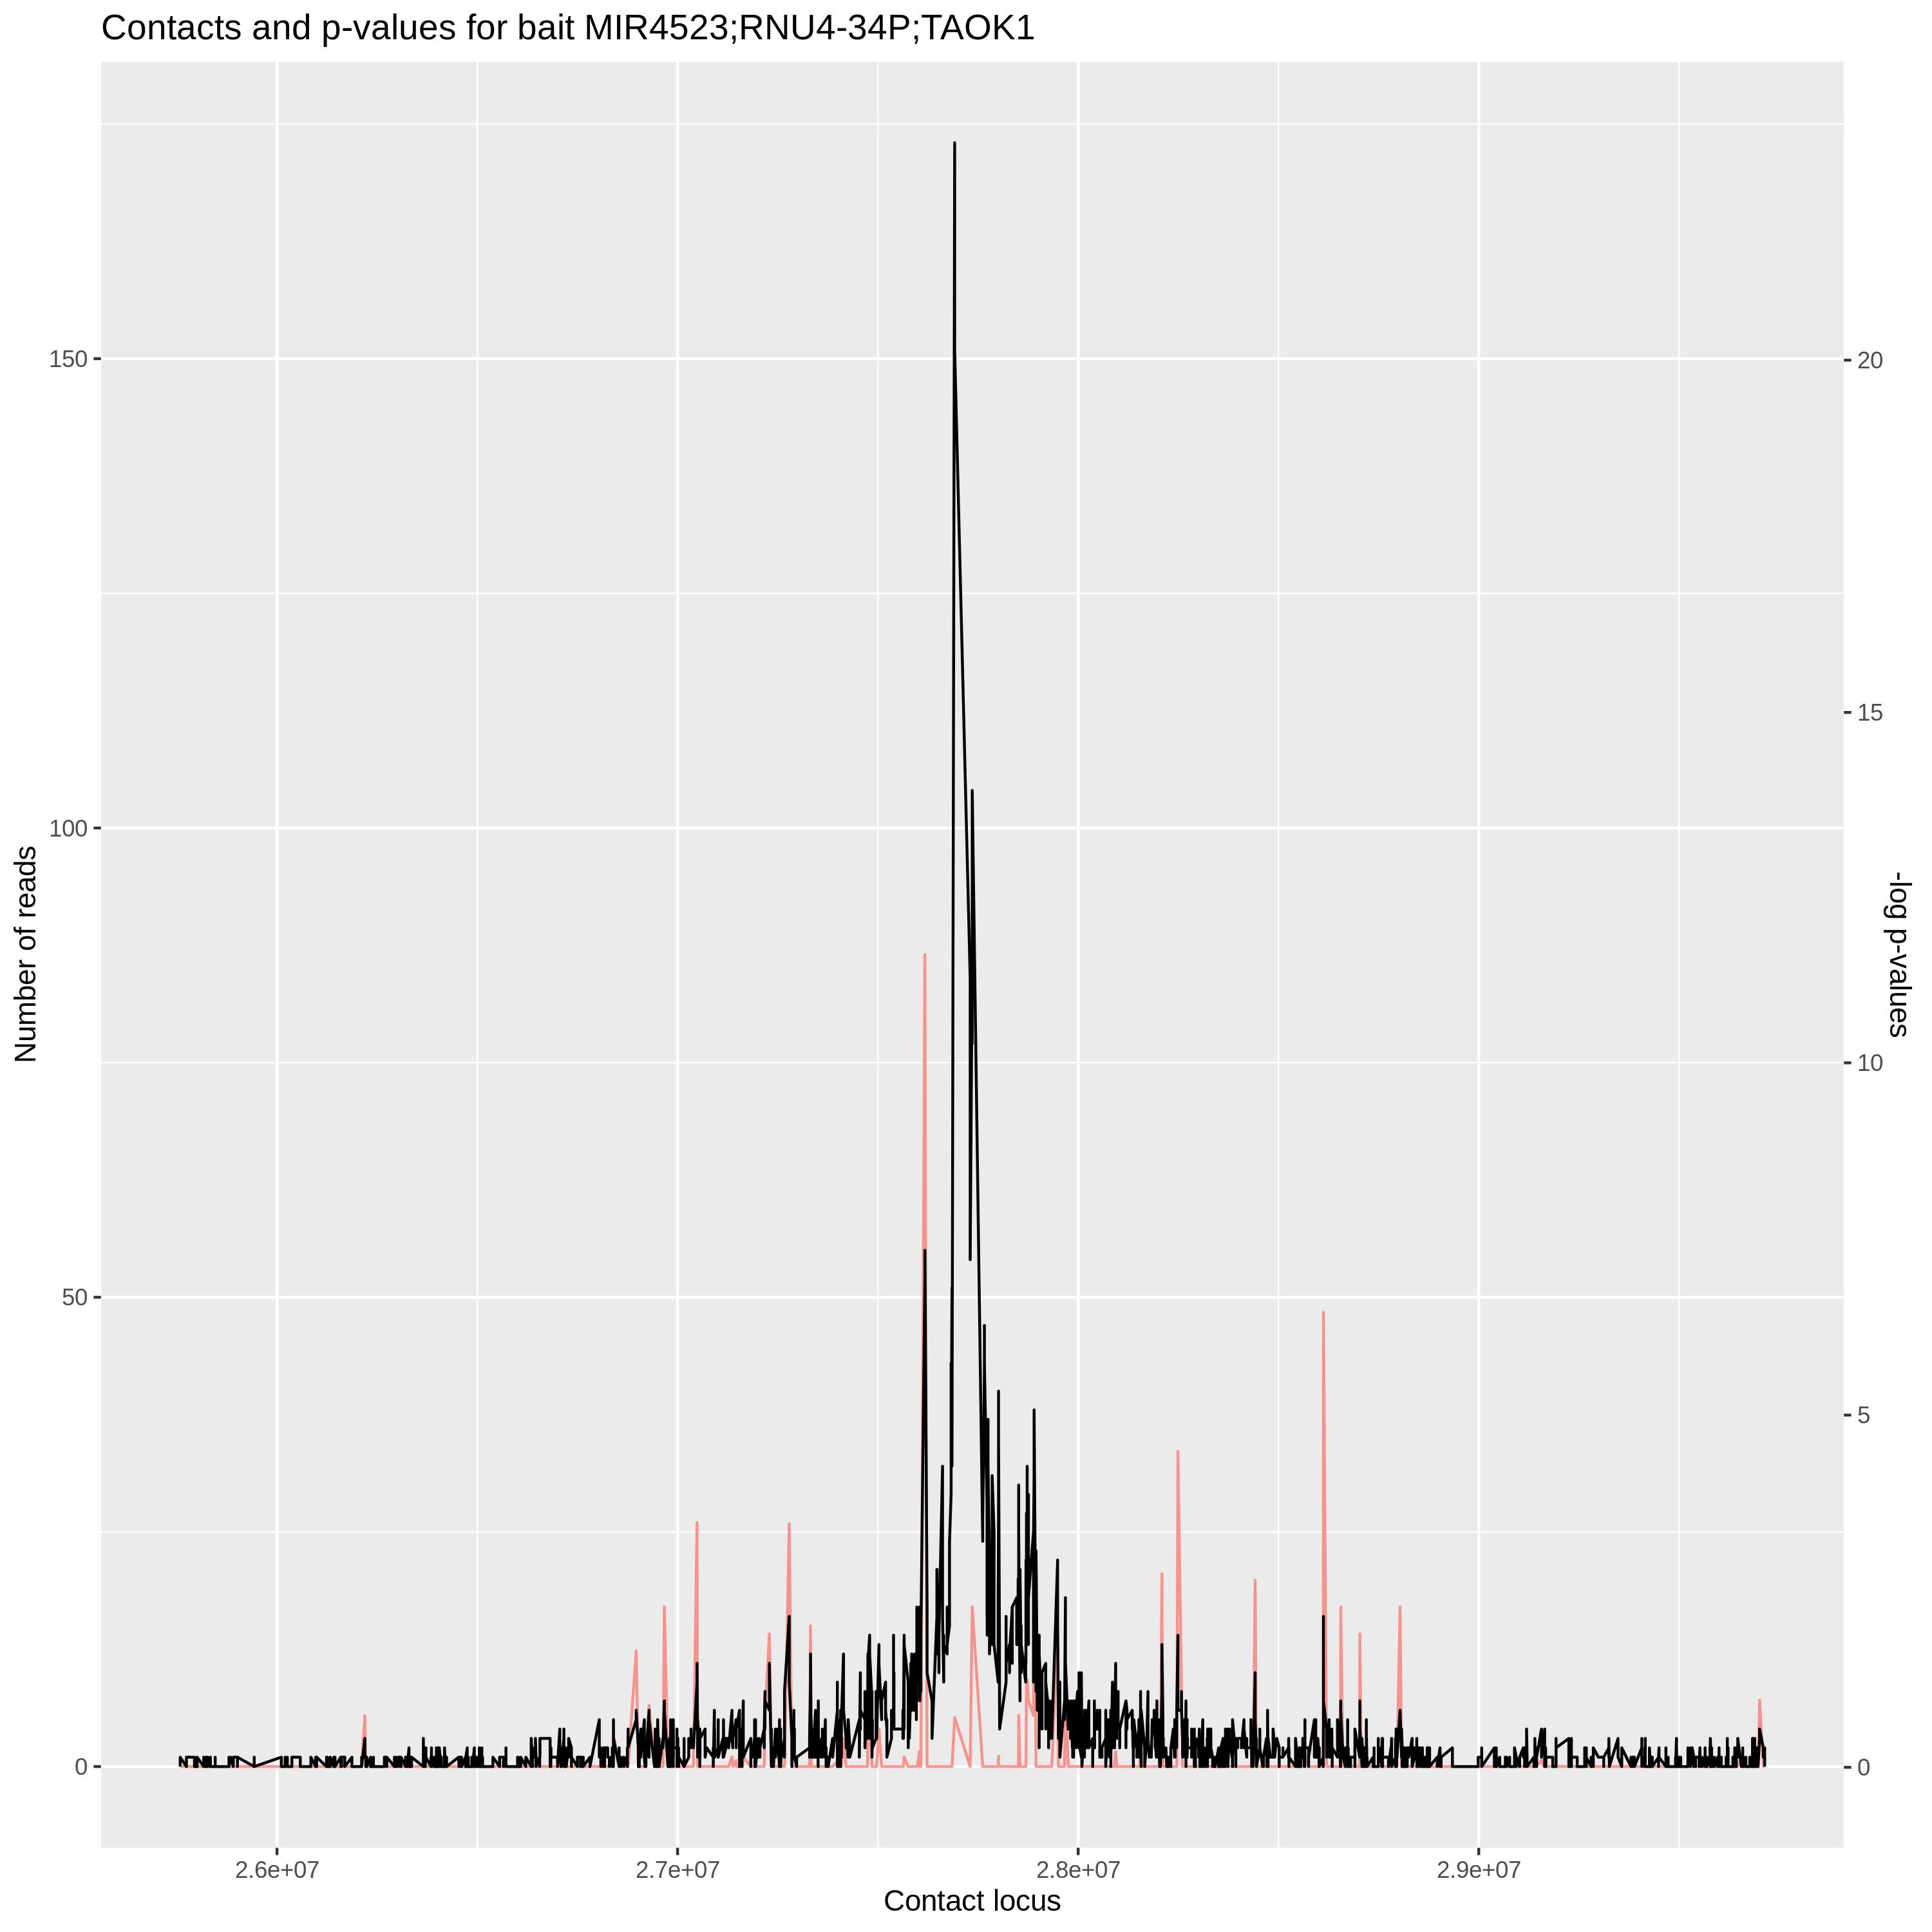 Contacts and p-values for bait MIR4523;RNU4-34P;TAOK1
150
100
50
0
Number of reads
20
15
10
5
0
-log p-values
2.6e+07
2.7e+07
2.8e+07
2.9e+07
Contact locus